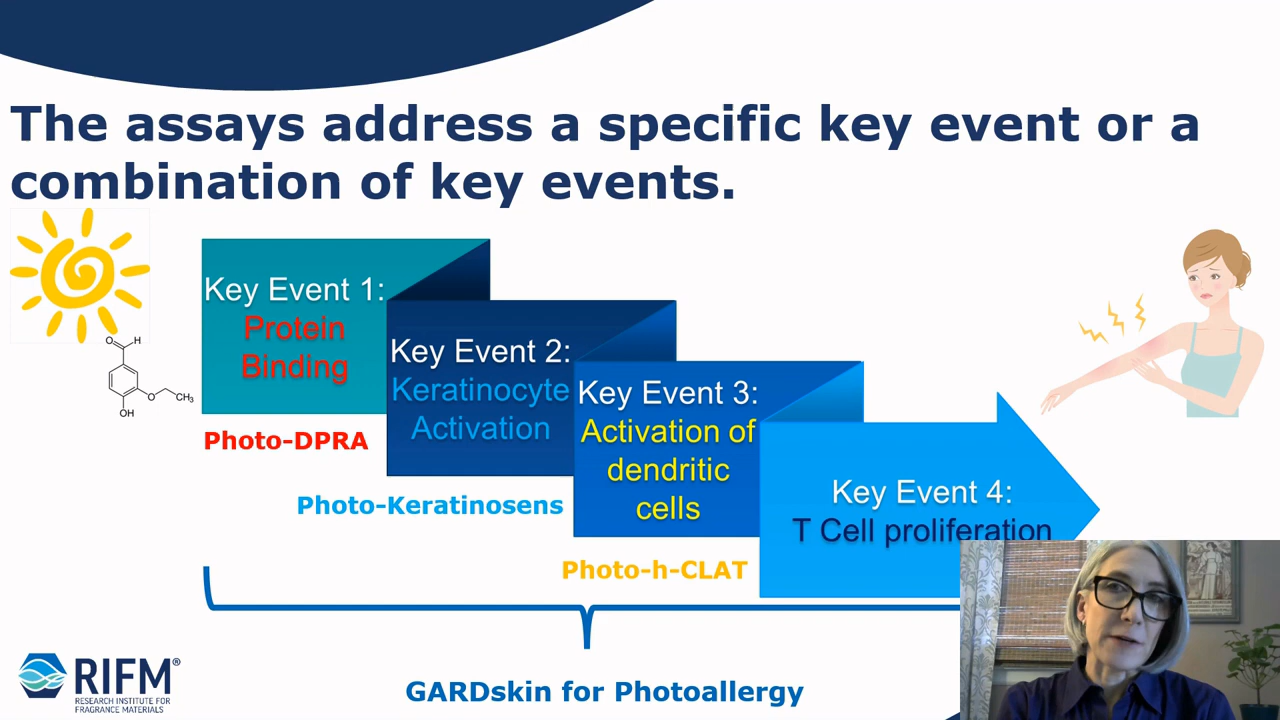 The assays address a specific key event or a
combination of key events.
Key Event 1:
Protein
Binding
Photo-DPRA
Key Event 2:
Keratinocyte
Activation
Photo-Keratinosens
Key Event 3:
Activation of
dendritic
cells
Photo-h-CLAT
Key Event 4:
T Cell proliferation
O
H
O
CH₃
OH
GARDskin for Photoallergy
RIFM®
RESEARCH INSTITUTE FOR
FRAGRANCE MATERIALS